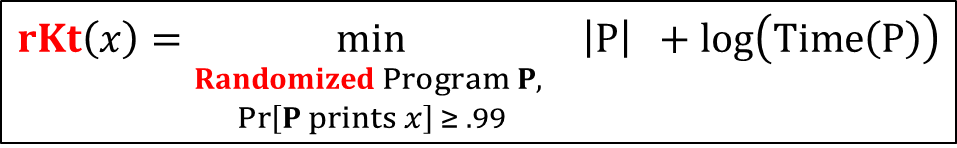 rKt(x) = min |P| + log(Time(P))
Randomized Program P,
Pr[P prints x] ≥ .99